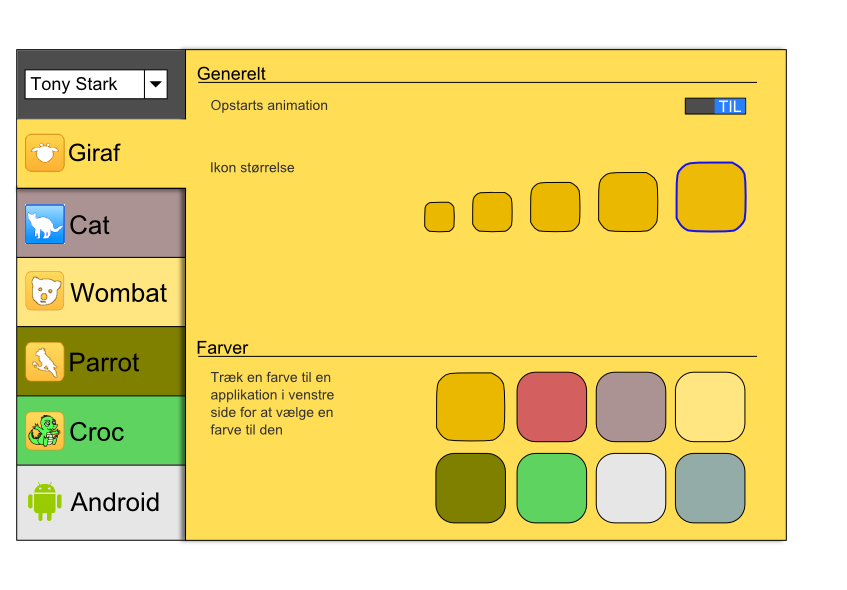 Tony Stark
Giraf
Cat
Wombat
Parrot
Croc
Android
Generelt
Opstarts animation
TIL
Ikon størrelse
Farver
Træk en farve til en
applikation i venstre
side for at vælge en
farve til den